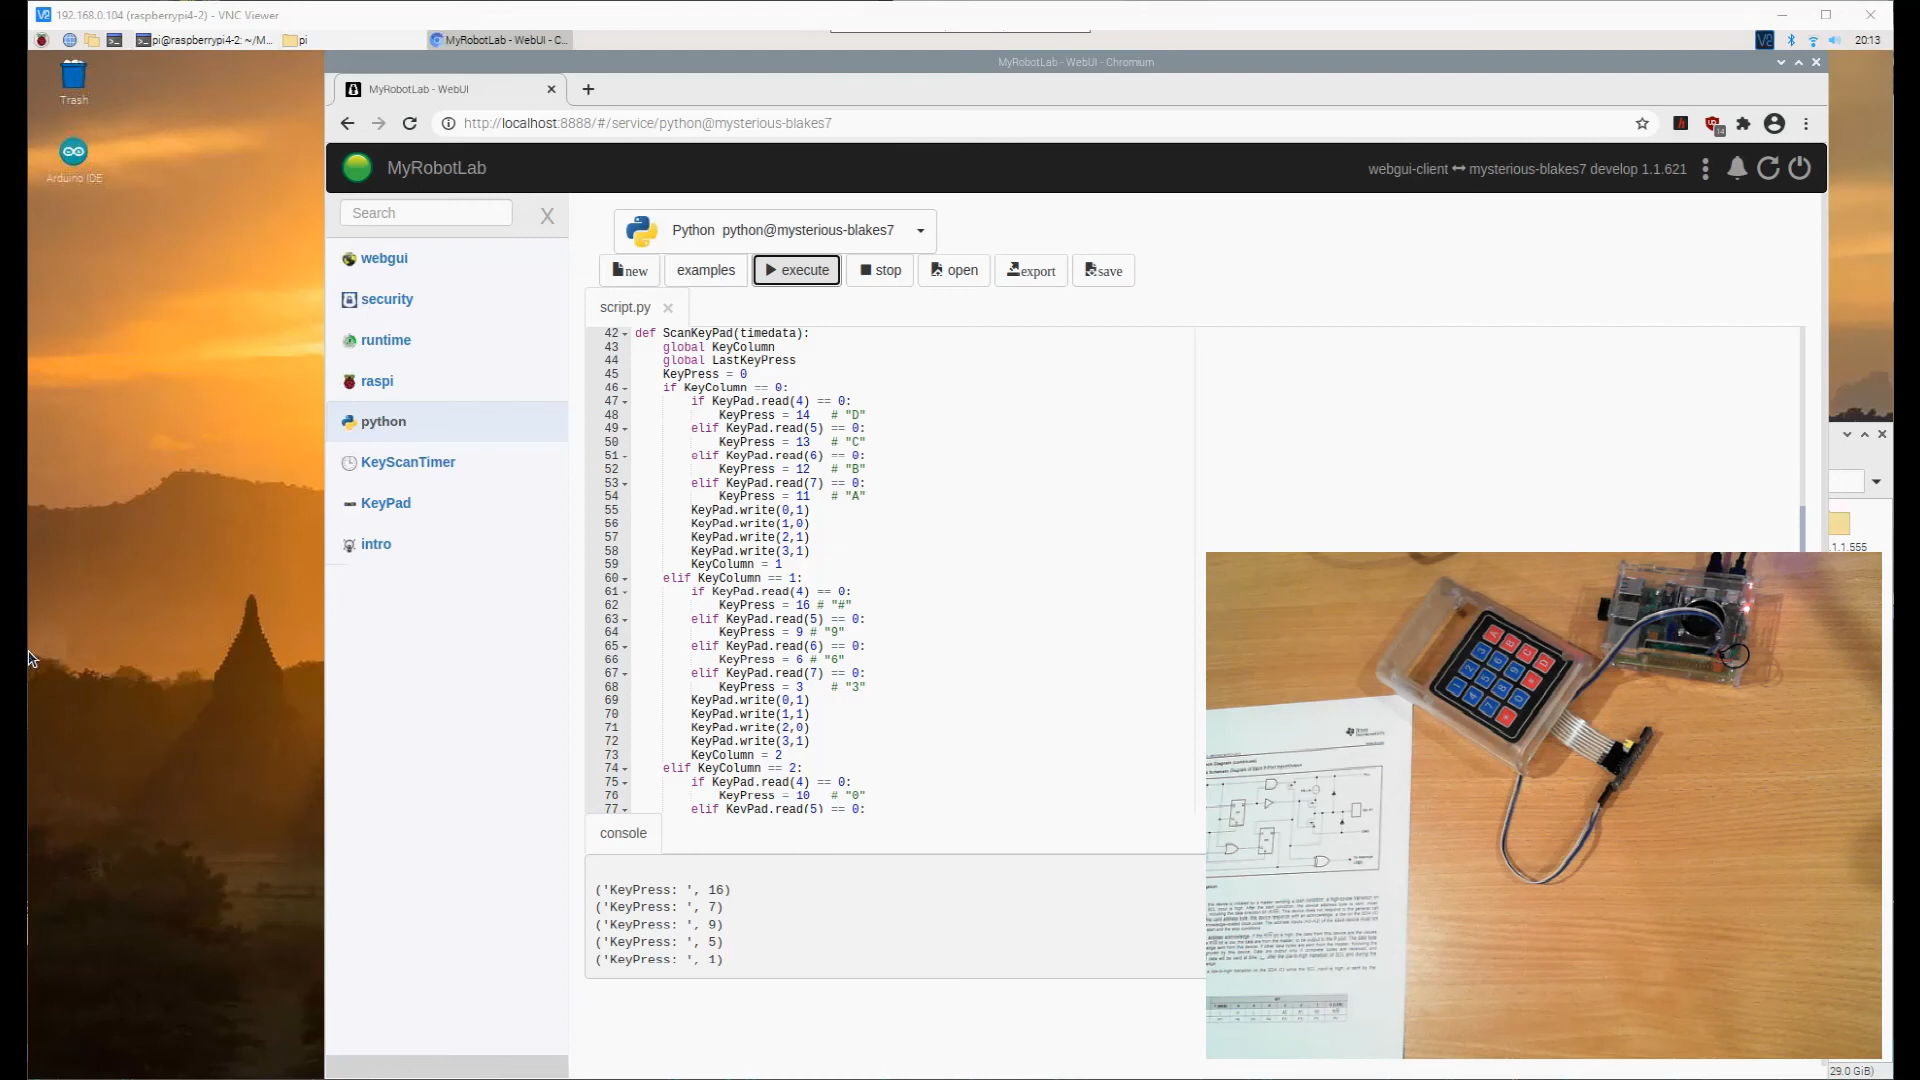 192.168.0.104 (raspberrypi4-2) - VNC Viewer
pi@raspberrypi4-2: ~/M...
pi
MyRobotLab - WebUI - C...
20:13
Trash
Arduino IDE
MyRobotLab - WebUI - Chromium
MyRobotLab - WebUI
http://localhost:8888/#/service/python@mysterious-blakes7
14
MyRobotLab
webgui-client ↔ mysterious-blakes7 develop 1.1.621
Search
X
webgui
security
runtime
raspi
python
KeyScanTimer
KeyPad
intro
Python python@mysterious-blakes7
new
examples
execute
stop
open
export
save
script.py
42 def ScanKeyPad(timedata):
43 global KeyColumn
44 global LastKeyPress
45 KeyPress = 0
46 if KeyColumn == 0:
47 if KeyPad.read(4) == 0:
48 KeyPress = 14 # "D"
49 elif KeyPad.read(5) == 0:
50 KeyPress = 13 # "C"
51 elif KeyPad.read(6) == 0:
52 KeyPress = 12 # "B"
53 elif KeyPad.read(7) == 0:
54 KeyPress = 11 # "A"
55 KeyPad.write(0,1)
56 KeyPad.write(1,0)
57 KeyPad.write(2,1)
58 KeyPad.write(3,1)
59 KeyColumn = 1
60 elif KeyColumn == 1:
61 if KeyPad.read(4) == 0:
62 KeyPress = 16 # "#"
63 elif KeyPad.read(5) == 0:
64 KeyPress = 9 # "9"
65 elif KeyPad.read(6) == 0:
66 KeyPress = 6 # "6"
67 elif KeyPad.read(7) == 0:
68 KeyPress = 3 # "3"
69 KeyPad.write(0,1)
70 KeyPad.write(1,1)
71 KeyPad.write(2,0)
72 KeyPad.write(3,1)
73 KeyColumn = 2
74 elif KeyColumn == 2:
75 if KeyPad.read(4) == 0:
76 KeyPress = 10 # "0"
77 elif KeyPad.read(5) == 0:
console
('KeyPress: ', 16)
('KeyPress: ', 7)
('KeyPress: ', 9)
('KeyPress: ', 5)
('KeyPress: ', 1)
.1.1.555
29.0 GiB)
1 2 3 A
4 5 6 B
7 8 9 C
* 0 # D